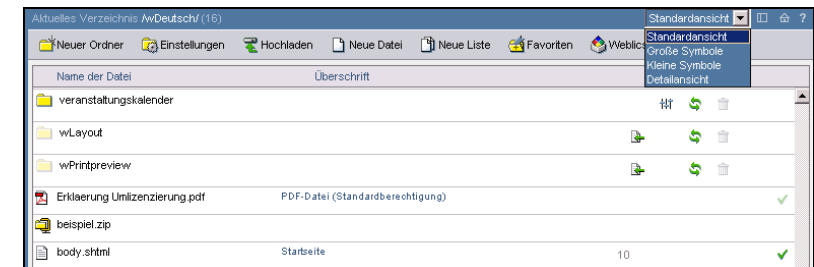 Aktuelles Verzeichnis /wDeutsch/ (16) Standardansicht ?
Neuer Ordner Einstellungen Hochladen Neue Datei Neue Liste Favoriten Weblics
Standardansicht
Große Symbole
Kleine Symbole
Detailansicht
Name der Datei Überschrift
veranstaltungskalender
wLayout
wPrintpreview
Erklaerung Umlizenzierung.pdf PDF-Datei (Standardberechtigung)
beispiel.zip
body.shtml Startseite 10